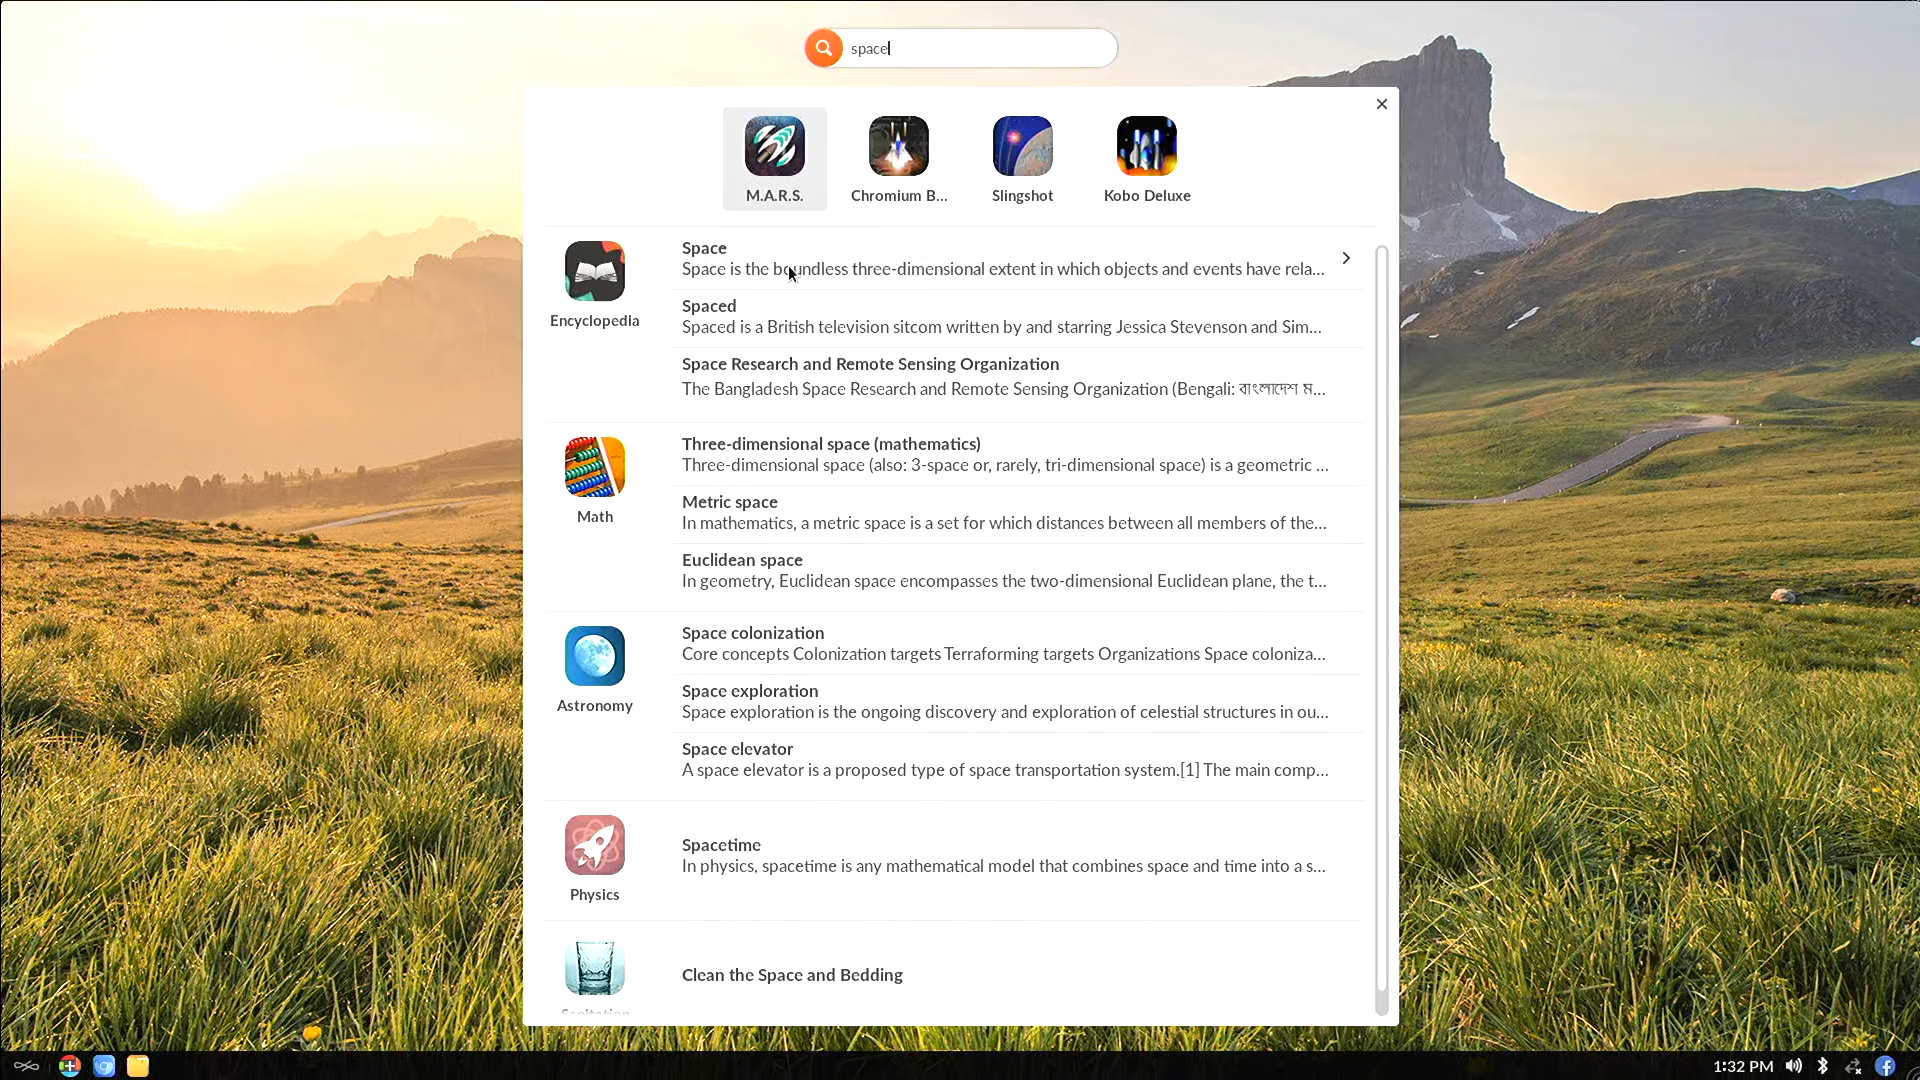 space
M.A.R.S.
Chromium B...
Slingshot
Kobo Deluxe
Encyclopedia
Space
Space is the boundless three-dimensional extent in which objects and events have rela...
Spaced
Spaced is a British television sitcom written by and starring Jessica Stevenson and Sim...
Space Research and Remote Sensing Organization
The Bangladesh Space Research and Remote Sensing Organization (Bengali: বাংলাদেশ ম...
Math
Three-dimensional space (mathematics)
Three-dimensional space (also: 3-space or, rarely, tri-dimensional space) is a geometric ...
Metric space
In mathematics, a metric space is a set for which distances between all members of the...
Euclidean space
In geometry, Euclidean space encompasses the two-dimensional Euclidean plane, the t...
Astronomy
Space colonization
Core concepts Colonization targets Terraforming targets Organizations Space coloniza...
Space exploration
Space exploration is the ongoing discovery and exploration of celestial structures in ou...
Space elevator
A space elevator is a proposed type of space transportation system.[1] The main comp...
Physics
Spacetime
In physics, spacetime is any mathematical model that combines space and time into a s...
Clean the Space and Bedding
1:32 PM